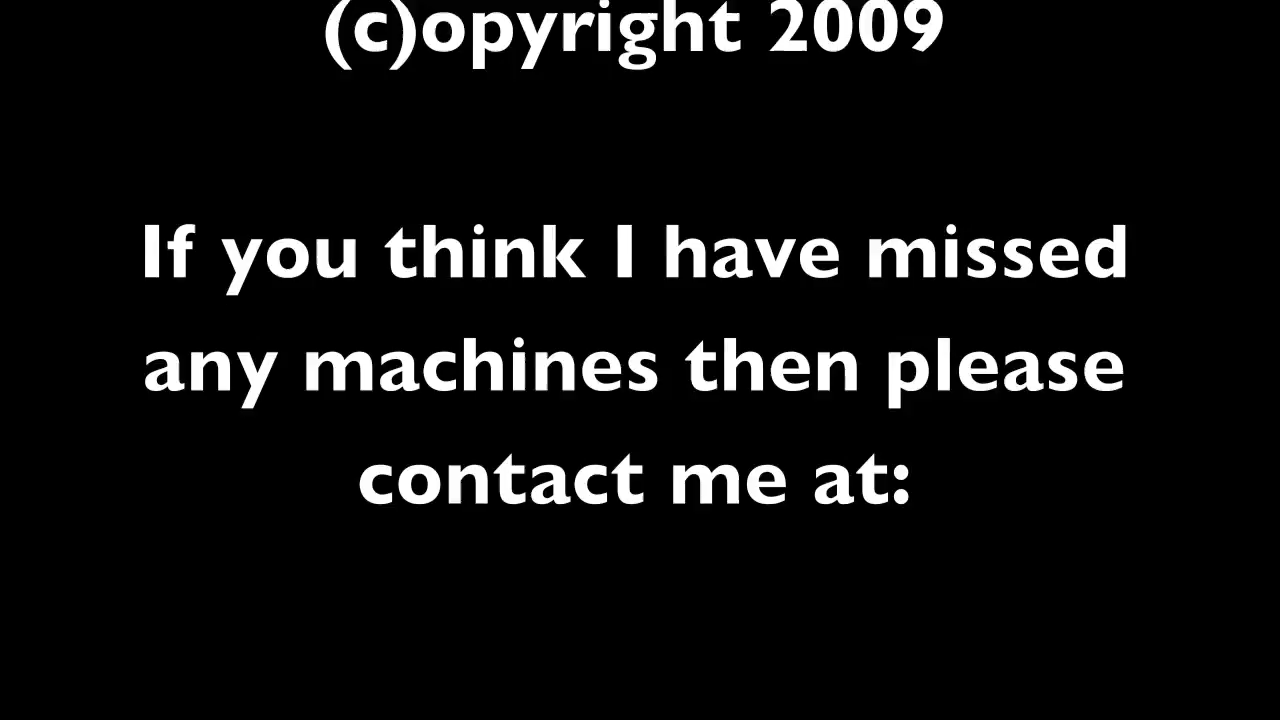 (c)opyright 2009
If you think I have missed
any machines then please
contact me at: